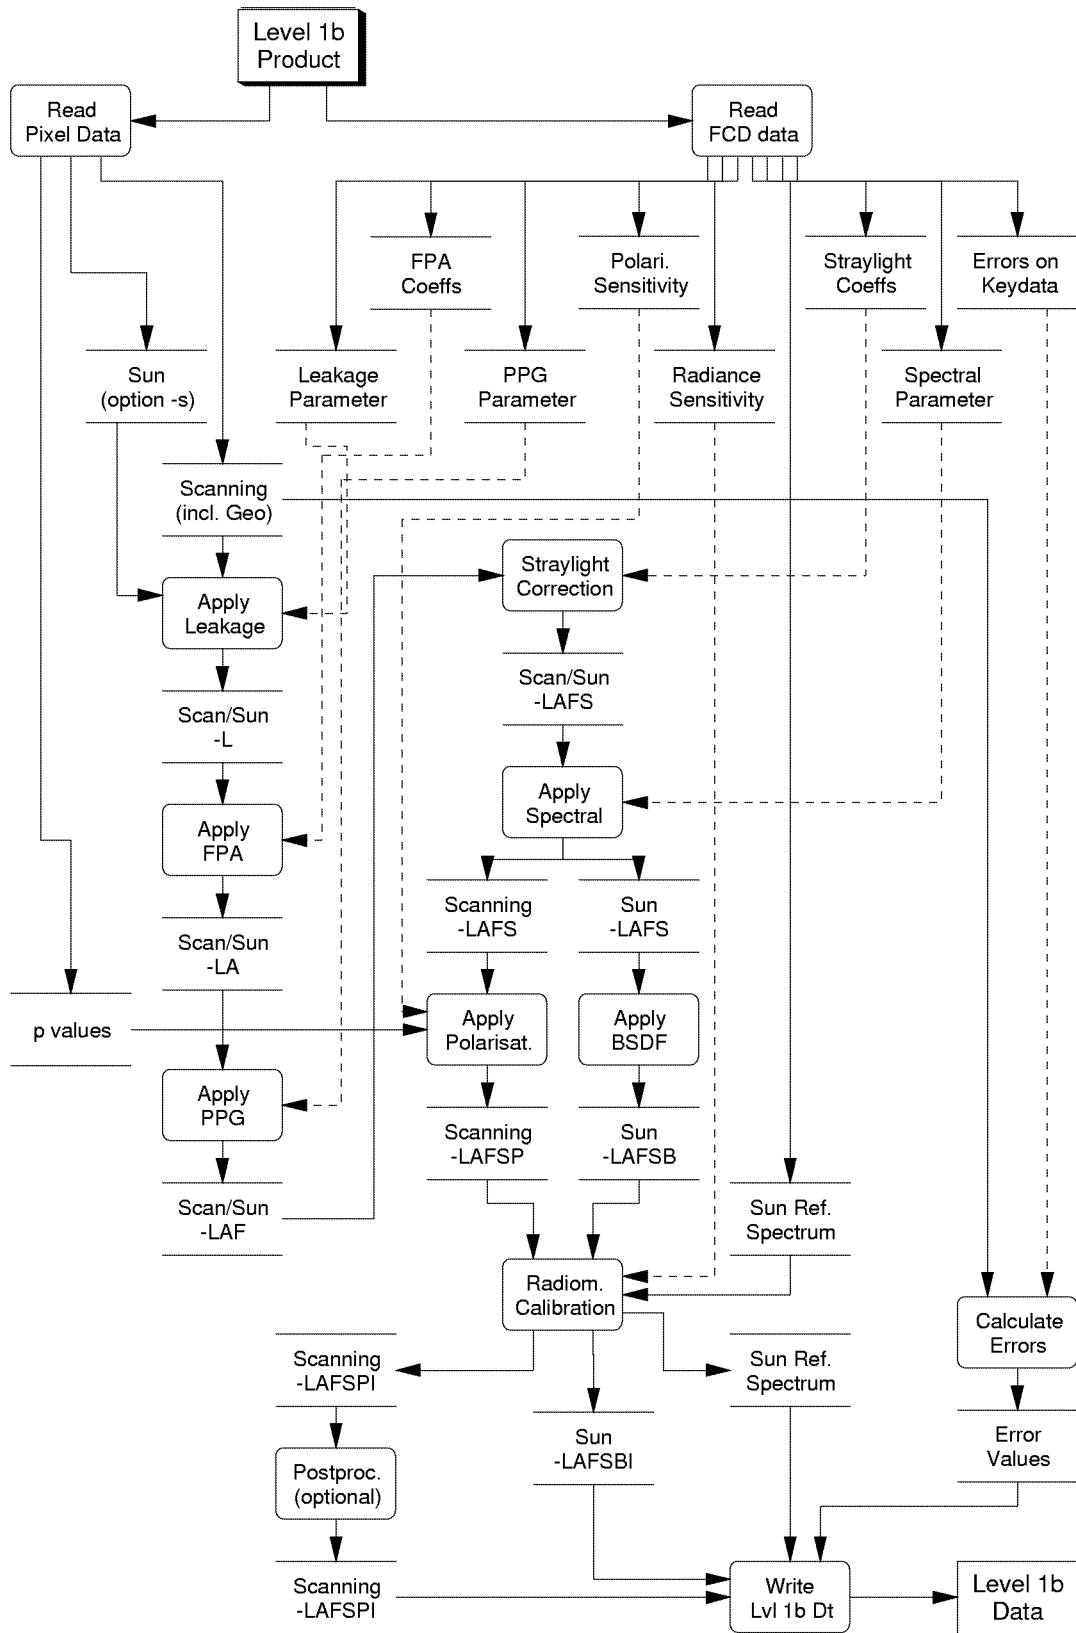 Level 1b
Product
Read
Pixel Data
Read
FCD data
FPA
Coeffs
Polari.
Sensitivity
Straylight
Coeffs
Errors on
Keydata
Sun
(option -s)
Leakage
Parameter
PPG
Parameter
Radiance
Sensitivity
Spectral
Parameter
Scanning
(incl. Geo)
Straylight
Correction
Apply
Leakage
Scan/Sun
-LAFS
Scan/Sun
-L
Apply
Spectral
Apply
FPA
Scanning
-LAFS
Sun
-LAFS
Scan/Sun
-LA
p values
Apply
Polarisat.
Apply
BSDF
Apply
PPG
Scanning
-LAFSP
Sun
-LAFSB
Scan/Sun
-LAF
Sun Ref.
Spectrum
Radiom.
Calibration
Calculate
Errors
Scanning
-LAFSPI
Sun Ref.
Spectrum
Sun
-LAFSBI
Error
Values
Postproc.
(optional)
Scanning
-LAFSPI
Write
Lvl 1b Dt
Level 1b
Data